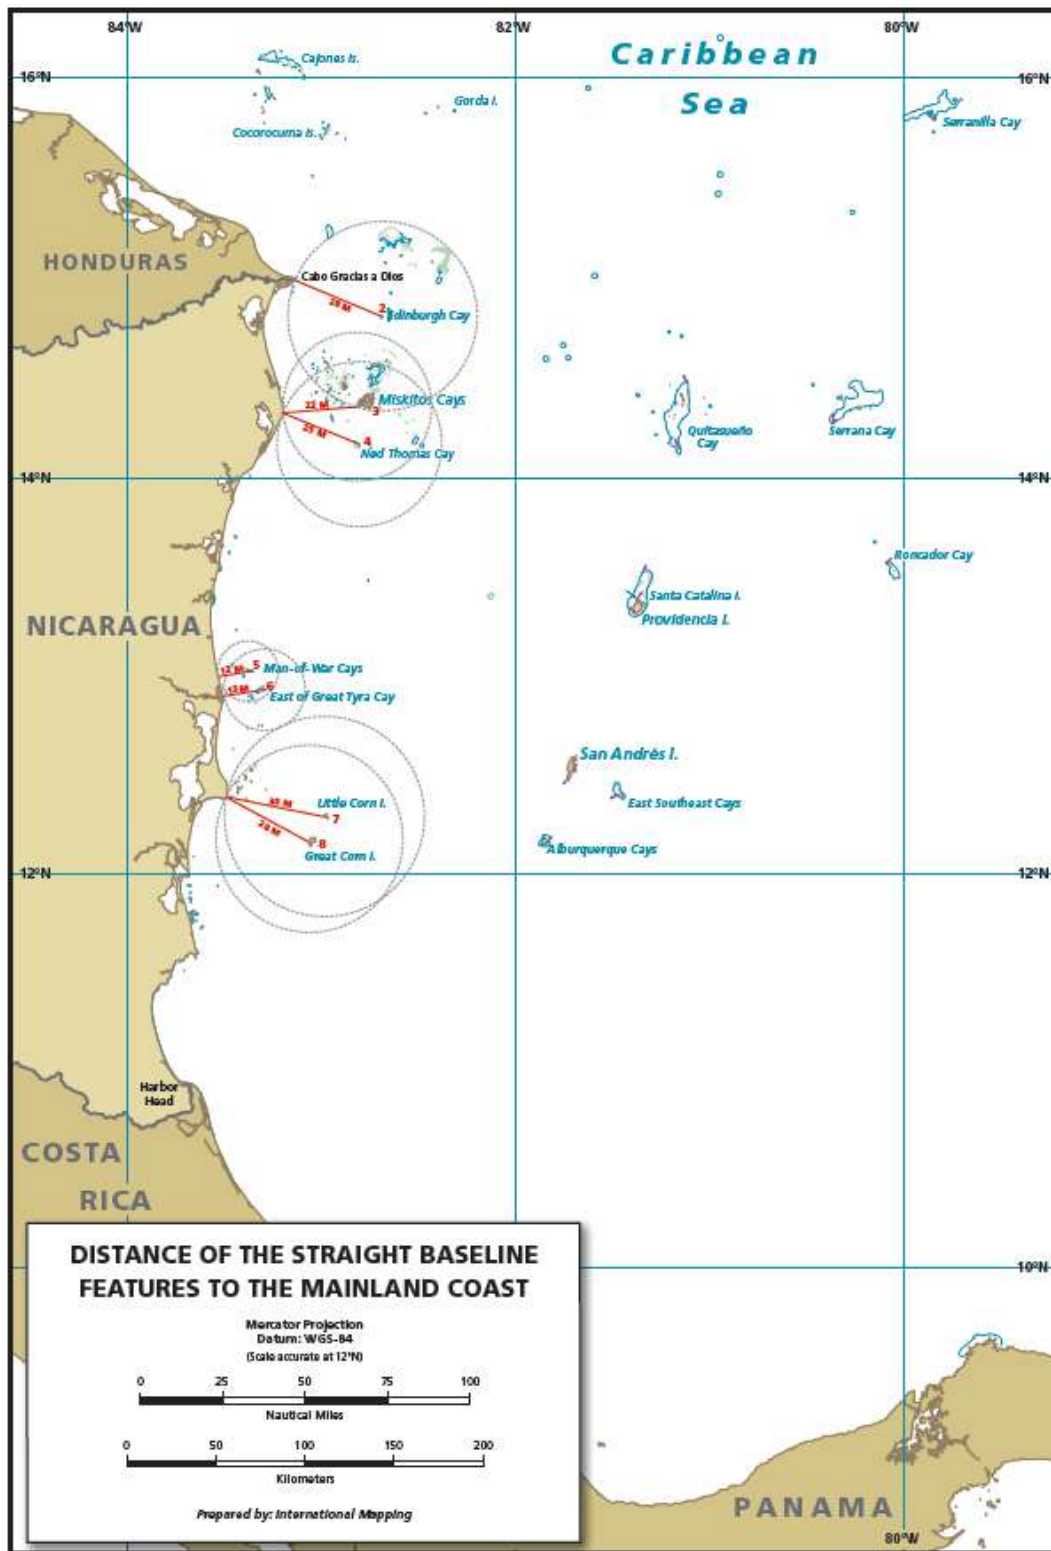 84°W
82°W
80°W
Caribbean
Sea
16°N
16°N
Cajones Is.
Gorda I.
Cocorocuma Is.
Serranilla Cay
HONDURAS
Cabo Gracias a Dios
28 M
2
Edinburgh Cay
Miskitos Cays
22 M
3
25 M
4
Ned Thomas Cay
Quitasueño
Cay
Serrana Cay
14°N
14°N
Roncador Cay
Santa Catalina I.
Providencia I.
NICARAGUA
5
Man-of-War Cays
6
East of Great Tyra Cay
San Andrés I.
East Southeast Cays
Little Corn I.
7
28 M
8
Great Corn I.
Alburquerque Cays
12°N
12°N
Harbor
Head
COSTA
RICA
10°N
DISTANCE OF THE STRAIGHT BASELINE
FEATURES TO THE MAINLAND COAST
Mercator Projection
Datum: WGS-84
(Scale accurate at 12°N)
0 25 50 75 100
Nautical Miles
0 50 100 150 200
Kilometers
Prepared by: International Mapping
PANAMA
80°W